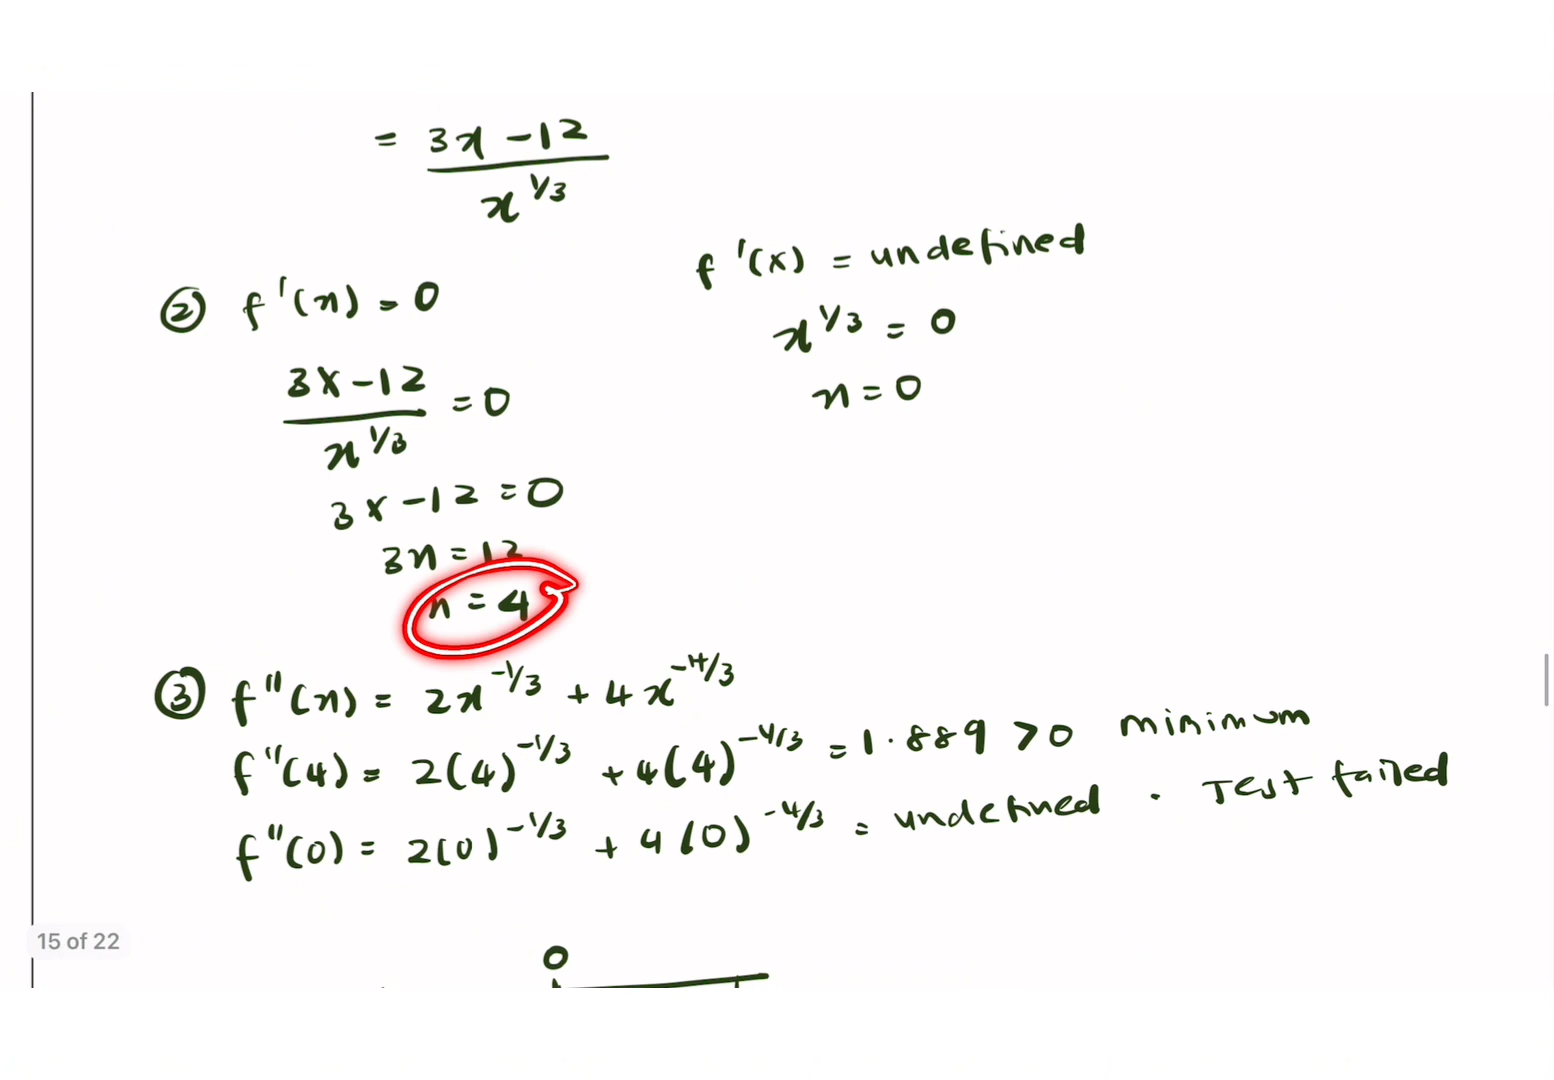 = (3x - 12) / x^(1/3)
② f'(x) = 0
(3x - 12) / x^(1/3) = 0
3x - 12 = 0
3x = 12
x = 4
f'(x) = undefined
x^(1/3) = 0
x = 0
③ f''(x) = 2x^(-1/3) + 4x^(-4/3)
f''(4) = 2(4)^(-1/3) + 4(4)^(-4/3) = 1.889 > 0 minimum
f''(0) = 2(0)^(-1/3) + 4(0)^(-4/3) = undefined . Test failed
15 of 22
0